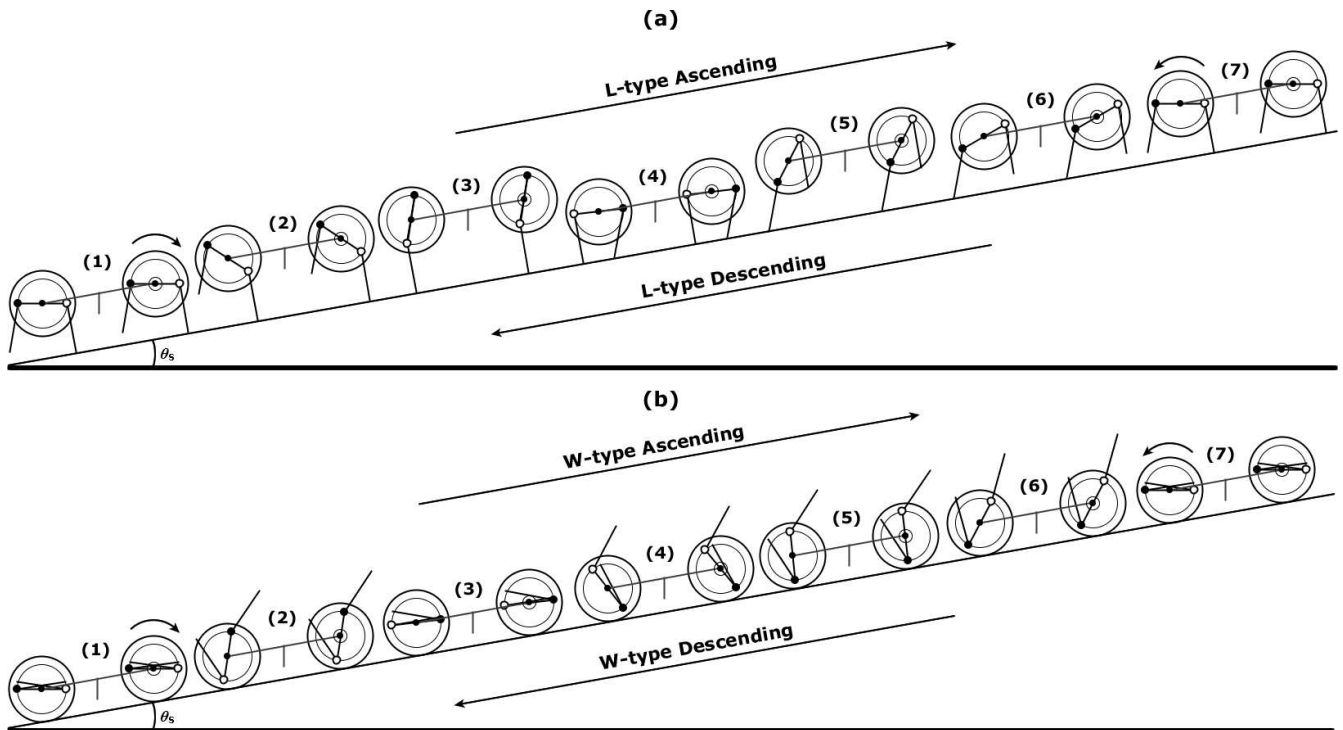 (a)
L-type Ascending
(1)
(2)
(3)
(4)
(5)
(6)
(7)
L-type Descending
θs
(b)
W-type Ascending
(1)
(2)
(3)
(4)
(5)
(6)
(7)
W-type Descending
θs